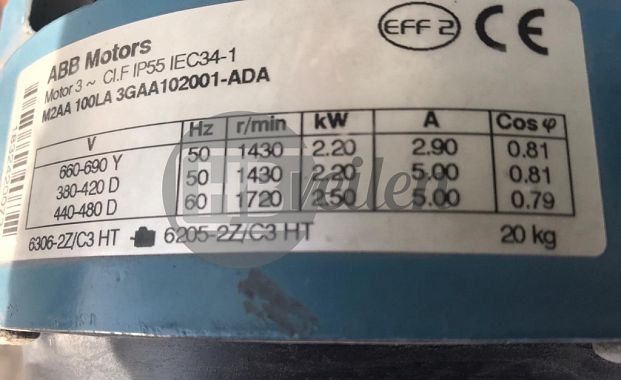 ABB Motors
EFF 2 CE
Motor 3 ~ Cl.F IP55 IEC34-1
M2AA 100LA 3GAA102001-ADA
V Hz r/min kW A Cos φ
660-690 Y 50 1430 2.20 2.90 0.81
380-420 D 50 1430 2.20 5.00 0.81
440-480 D 60 1720 2.50 5.00 0.79
6306-2Z/C3 HT 6205-2Z/C3 HT 20 kg
veilen